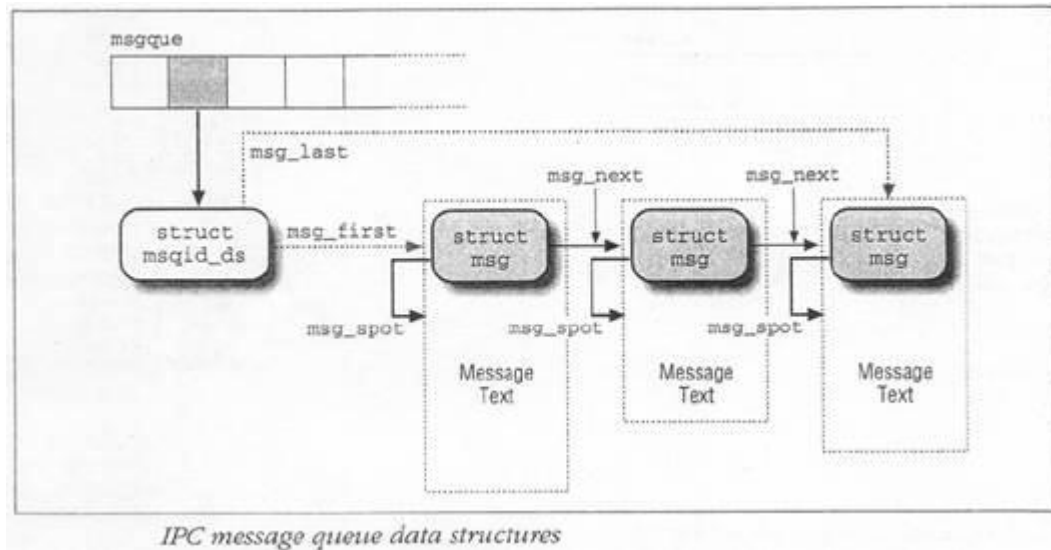 msgque
msg_last
msg_next
msg_next
struct
msqid_ds
msg_first
struct
msg
struct
msg
struct
msg
msg_spot
msg_spot
msg_spot
Message
Text
Message
Text
Message
Text
IPC message queue data structures